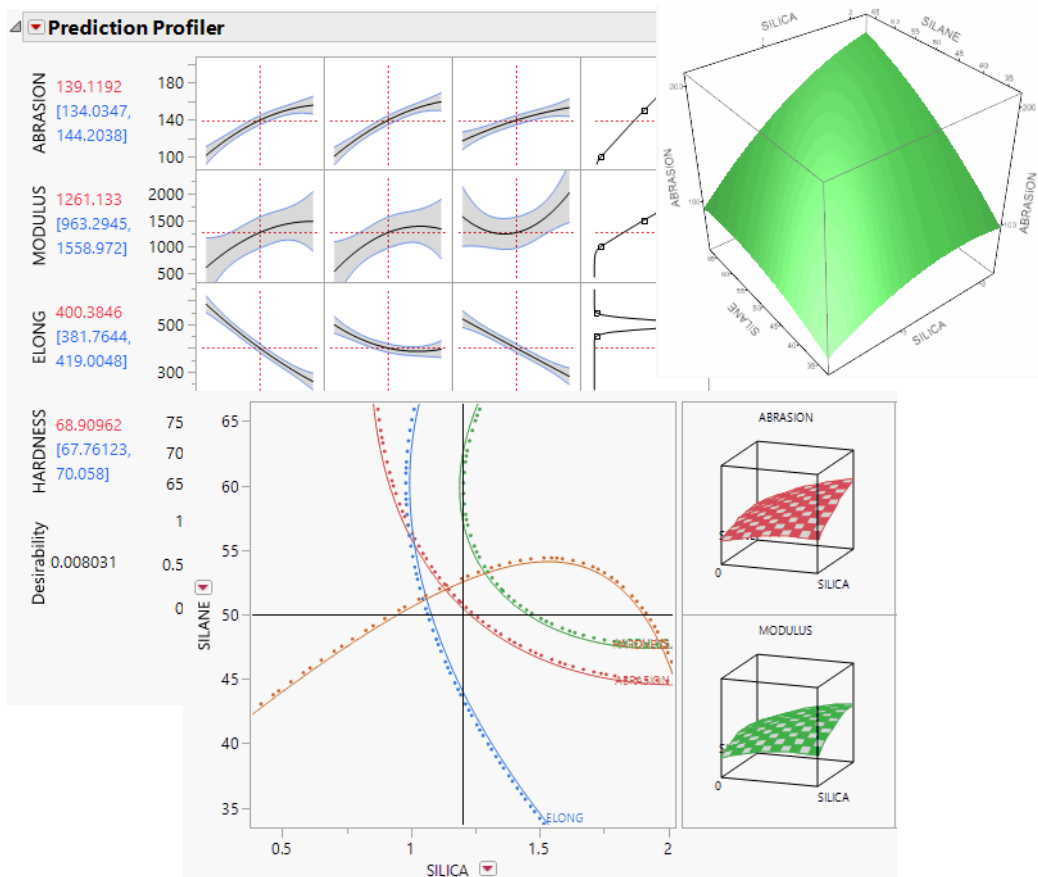 Prediction Profiler
ABRASION
139.1192
[134.0347,
144.2038]
180
140
100
MODULUS
1261.133
[963.2945,
1558.972]
2000
1500
1000
500
ELONG
400.3846
[381.7644,
419.0048]
500
300
HARDNESS
68.90962
[67.76123,
70.058]
75
70
65
Desirability
0.008031
1
0.5
0
SILICA
SILANE
ABRASION
ABRASION
SILANE
SILICA
SILANE
65
60
55
50
45
40
35
0.5
1
1.5
2
SILICA
MODULUS
ABRASION
ELONG
ABRASION
0
SILICA
MODULUS
0
SILICA